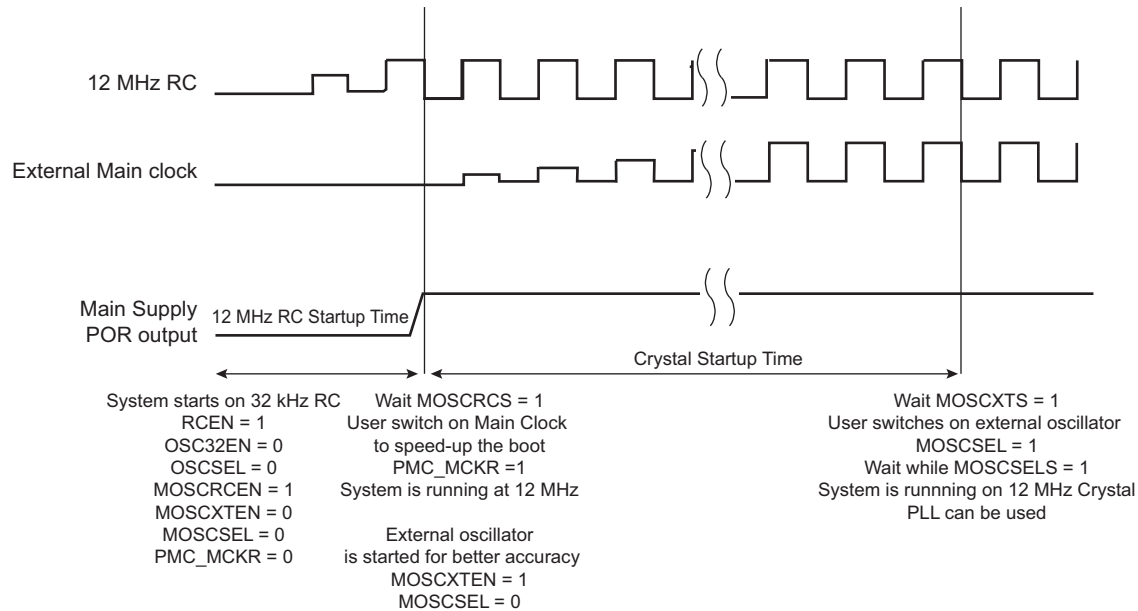 12 MHz RC
External Main clock
Main Supply
POR output
12 MHz RC Startup Time
Crystal Startup Time
System starts on 32 kHz RC
RCEN = 1
OSC32EN = 0
OSCSEL = 0
MOSCRCEN = 1
MOSCXTEN = 0
MOSCSEL = 0
PMC_MCKR = 0
Wait MOSCRCS = 1
User switch on Main Clock
to speed-up the boot
PMC_MCKR =1
System is running at 12 MHz
External oscillator
is started for better accuracy
MOSCXTEN = 1
MOSCSEL = 0
Wait MOSCXTS = 1
User switches on external oscillator
MOSCSEL = 1
Wait while MOSCSELS = 1
System is runnning on 12 MHz Crystal
PLL can be used